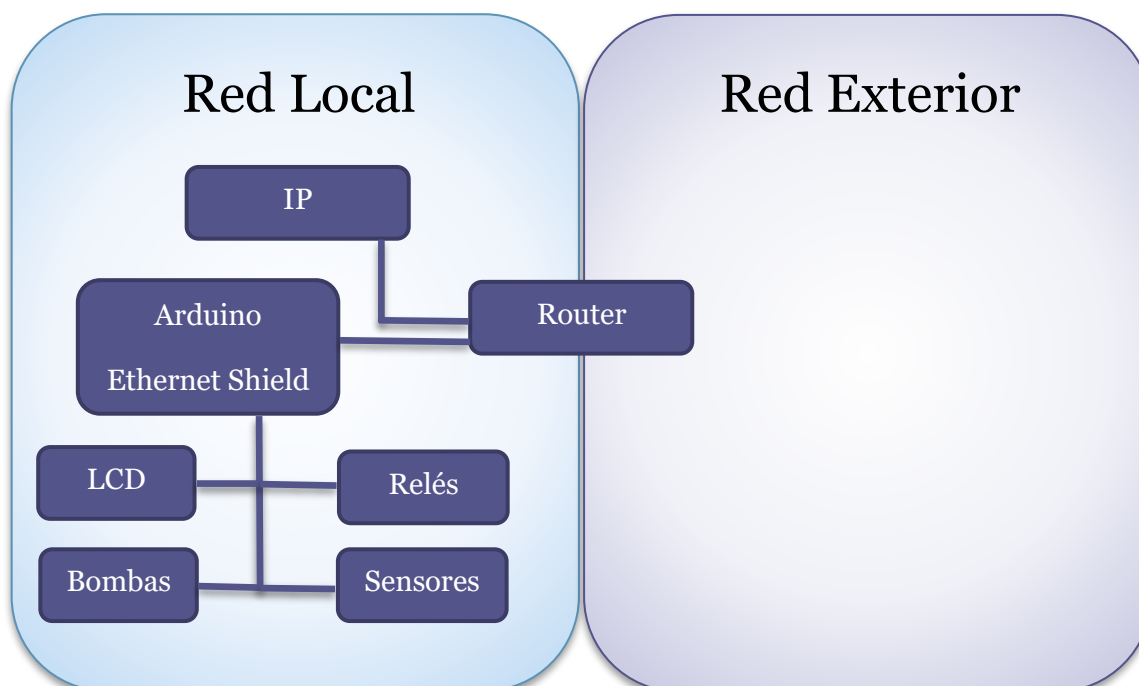 Red Local
Red Exterior
IP
Arduino
Ethernet Shield
Router
LCD
Relés
Bombas
Sensores